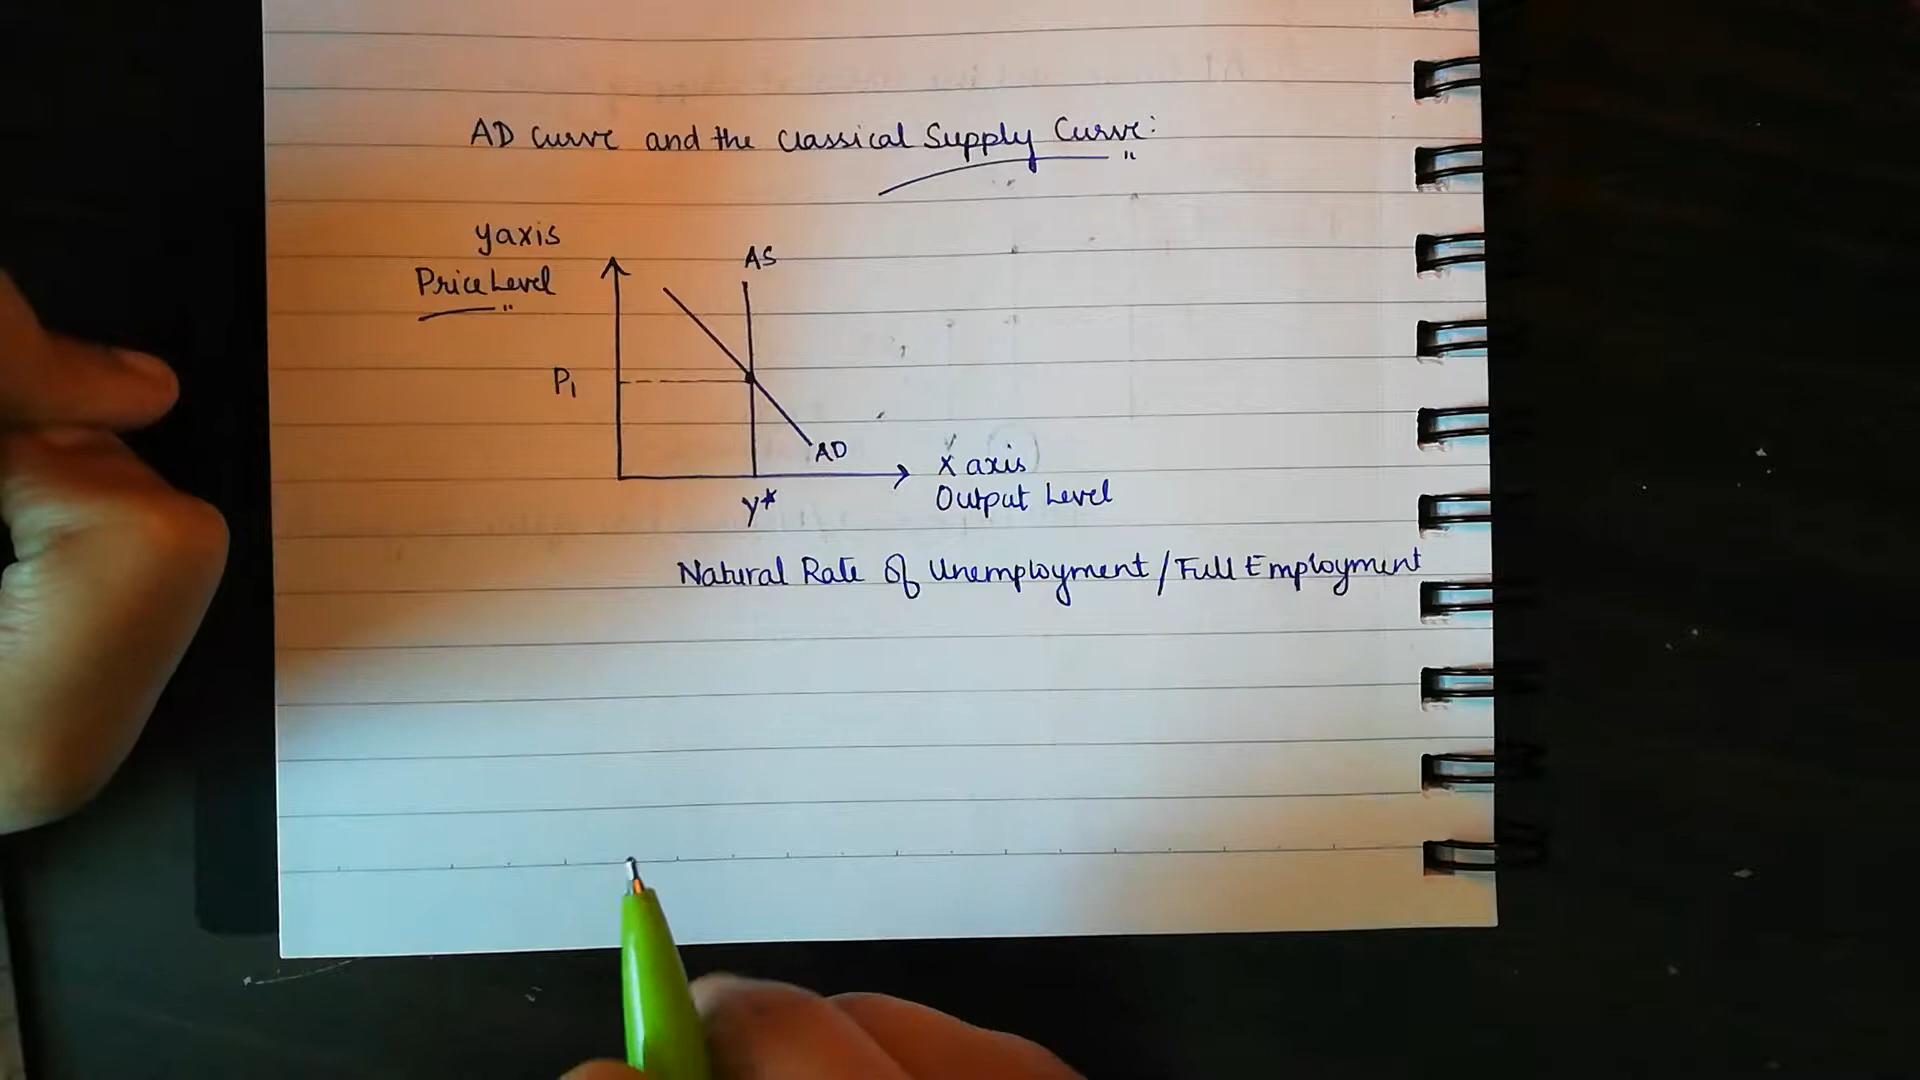 AD Curve and the Classical Supply Curve:
y axis
Price Level
AS
P1
AD
X axis
Output Level
y*
Natural Rate Of Unemployment / Full Employment